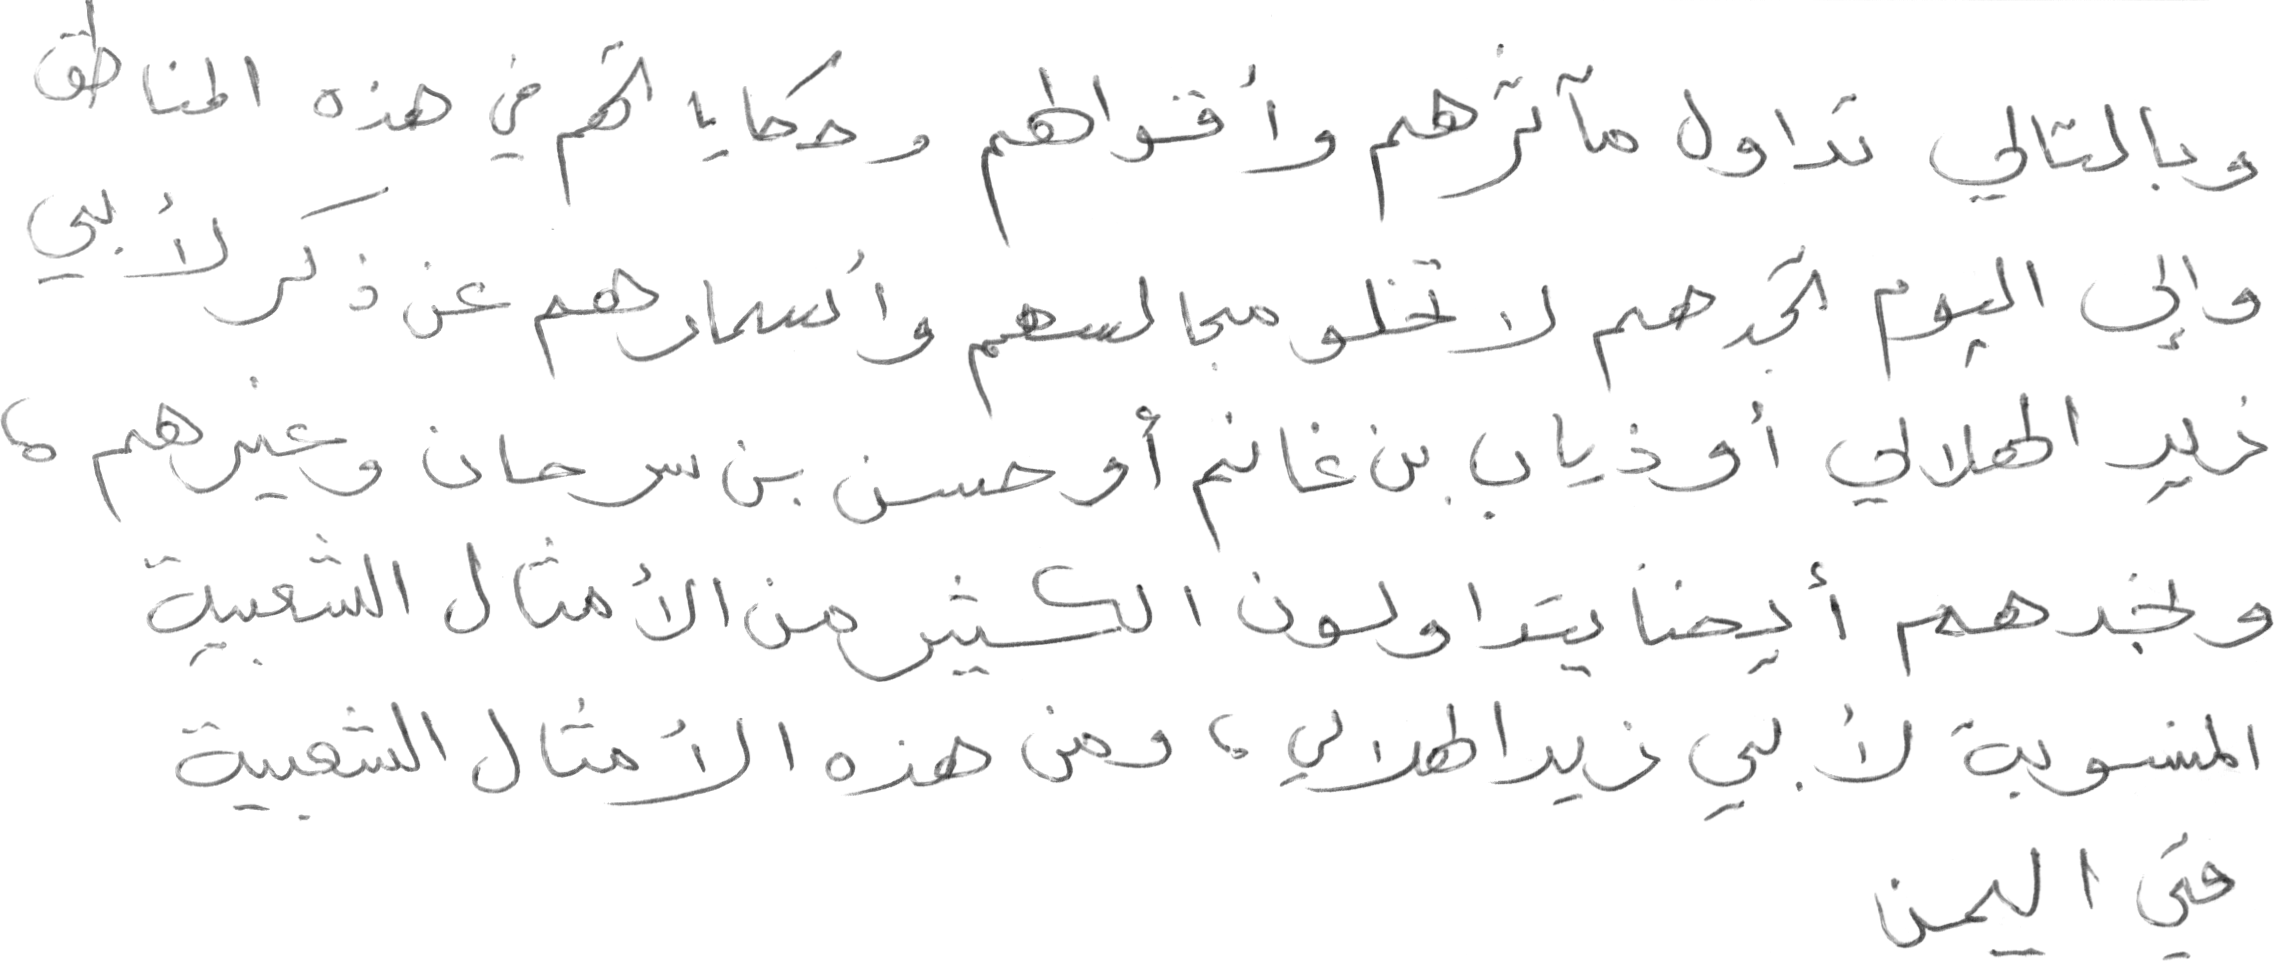 وبالتالي تداول مآثرهم وأقوالهم وحكاياتهم في هذه المناطق
وإلى اليوم تجدهم لا تخلو مجالسهم وأسمارهم عن ذكر لأبي
زيد الهلالي أو ذياب بن غانم أو حسن بن سرحان وغيرهم،
ونجدهم أيضا يتداولون الكثير من الأمثال الشعبية
المنسوبة لأبي زيد الهلالي، ومن هذه الأمثال الشعبية
في اليمن